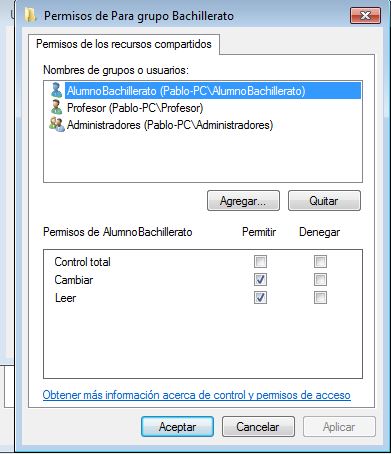 Permisos de Para grupo Bachillerato
Permisos de los recursos compartidos
Nombres de grupos o usuarios:
AlumnoBachillerato (Pablo-PC\AlumnoBachillerato)
Profesor (Pablo-PC\Profesor)
Administradores (Pablo-PC\Administradores)
Agregar... Quitar
Permisos de AlumnoBachillerato Permitir Denegar
Control total
Cambiar
Leer
Obtener más información acerca de control y permisos de acceso
Aceptar Cancelar Aplicar